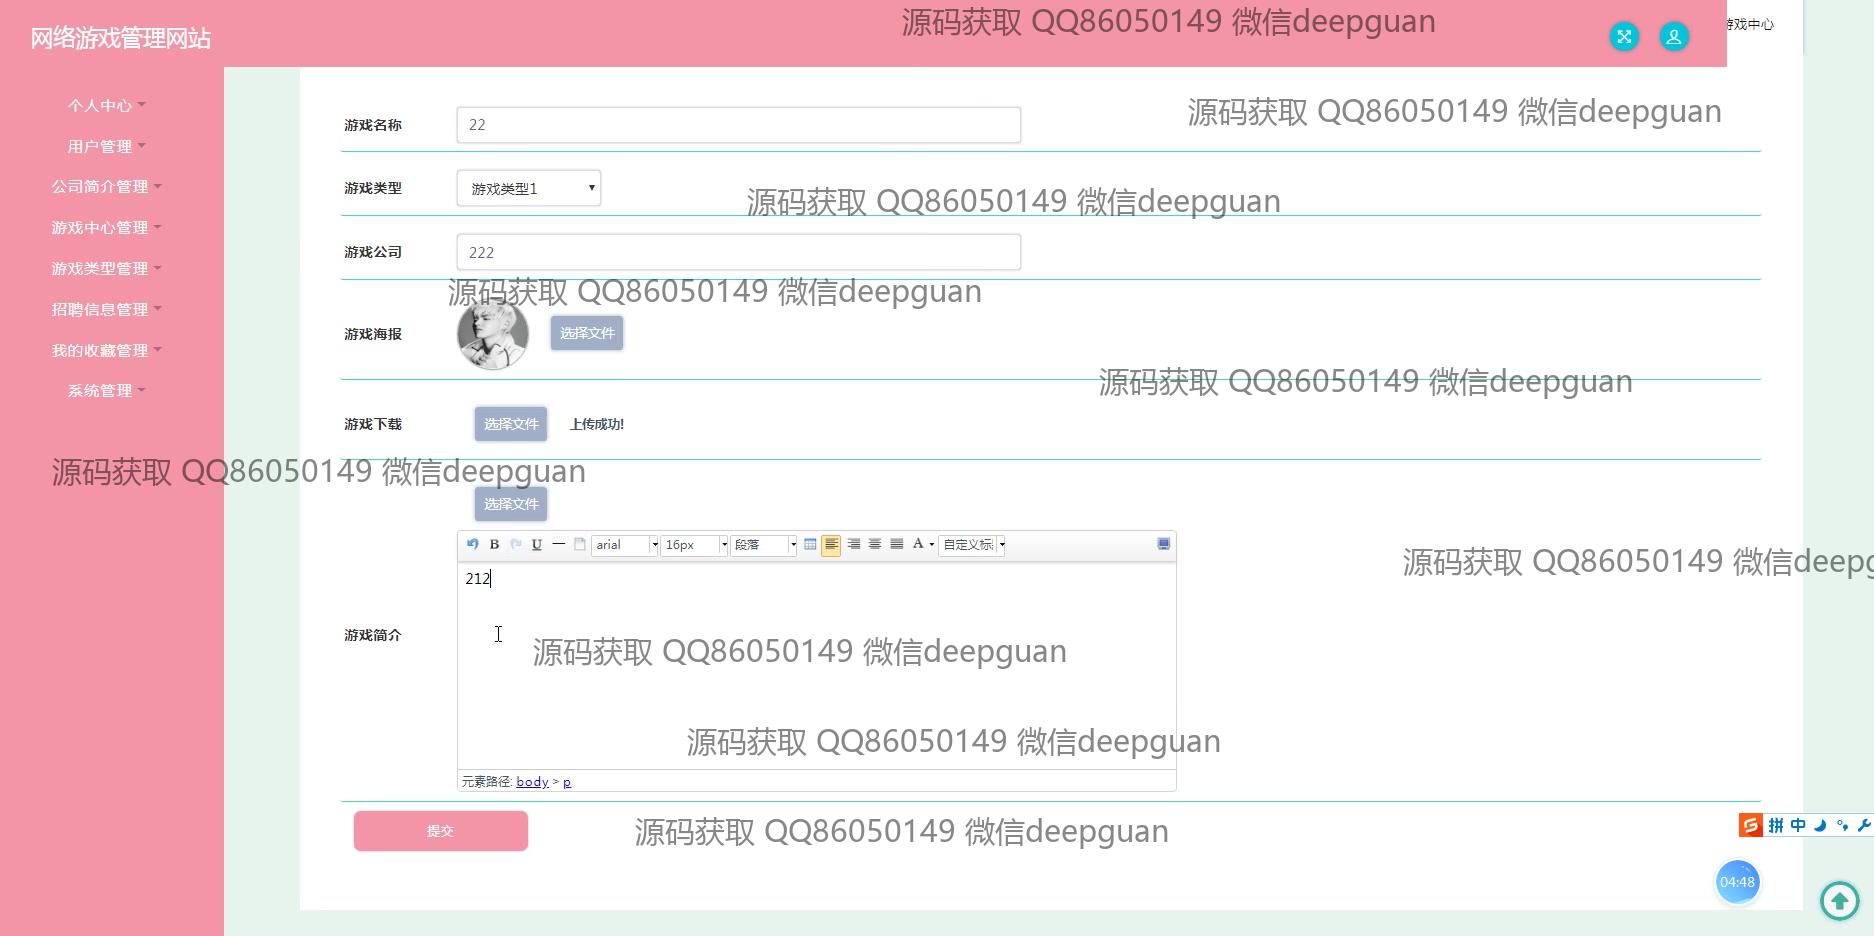 网络游戏管理网站
源码获取 QQ86050149 微信deepguan
游戏中心
个人中心
用户管理
公司简介管理
游戏中心管理
游戏类型管理
招聘信息管理
我的收藏管理
系统管理
源码获取 QQ86050149 微信deepguan
游戏名称 22
游戏类型 游戏类型1
源码获取 QQ86050149 微信deepguan
游戏公司 222
源码获取 QQ86050149 微信deepguan
游戏海报 选择文件
源码获取 QQ86050149 微信deepguan
游戏下载 选择文件 上传成功!
源码获取 QQ86050149 微信deepguan
选择文件
B U arial 16px 段落 A 自定义标
源码获取 QQ86050149 微信deepg
212
游戏简介
源码获取 QQ86050149 微信deepguan
源码获取 QQ86050149 微信deepguan
元素路径: body > p
提交
源码获取 QQ86050149 微信deepguan
拼 中
04:48